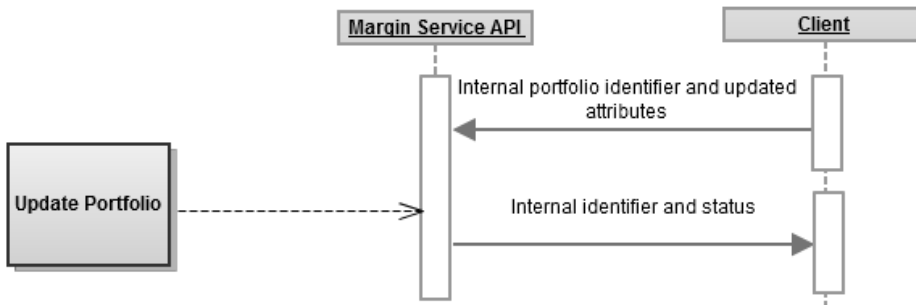 Margin Service API
Client
Internal portfolio identifier and updated
attributes
Update Portfolio
Internal identifier and status